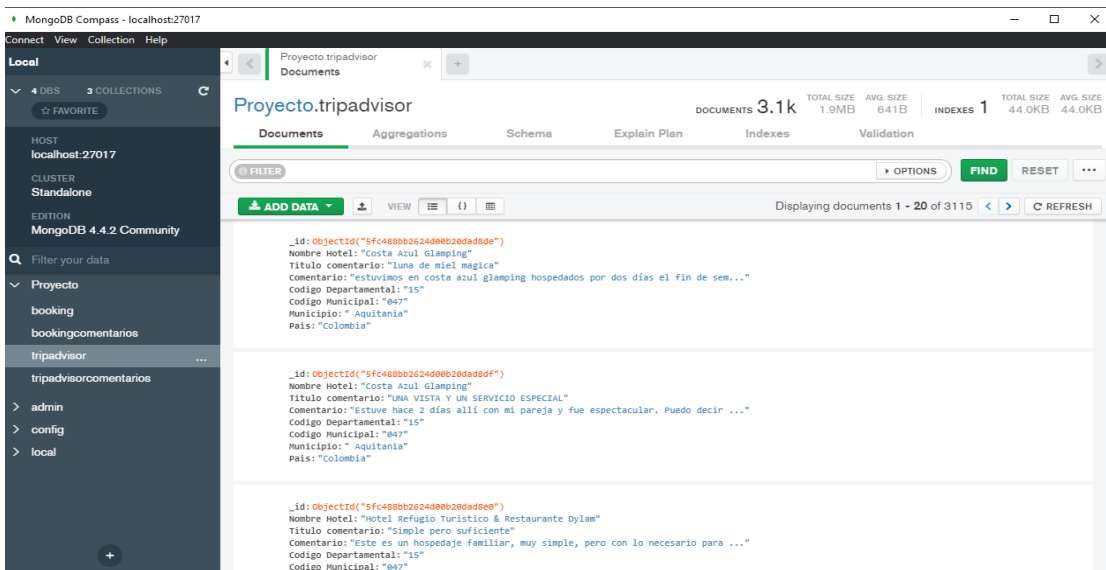 MongoDB Compass - localhost:27017
Connect View Collection Help
Local
4 DBS 3 COLLECTIONS
FAVORITE
HOST
localhost:27017
CLUSTER
Standalone
EDITION
MongoDB 4.4.2 Community
Filter your data
Proyecto
booking
bookingcomentarios
tripadvisor ...
tripadvisorcomentarios
admin
config
local
Proyecto.tripadvisor
Documents
Proyecto.tripadvisor
DOCUMENTS 3.1k TOTAL SIZE 1.9MB AVG. SIZE 641B INDEXES 1 TOTAL SIZE 44.0KB AVG. SIZE 44.0KB
Documents Aggregations Schema Explain Plan Indexes Validation
FILTER OPTIONS FIND RESET ...
ADD DATA VIEW {} Displaying documents 1 - 20 of 3115 < > REFRESH
_id: ObjectId("5fc488bb2624d00b20dad8de")
Nombre Hotel: "Costa Azul Glamping"
Titulo comentario: "luna de miel magica"
Comentario: "estuvimos en costa azul glamping hospedados por dos días el fin de sem..."
Codigo Departamental: "15"
Codigo Municipal: "047"
Municipio: " Aquitania"
Pais: "Colombia"
_id: ObjectId("5fc488bb2624d00b20dad8df")
Nombre Hotel: "Costa Azul Glamping"
Titulo comentario: "UNA VISTA Y UN SERVICIO ESPECIAL"
Comentario: "Estuve hace 2 días allí con mi pareja y fue espectacular. Puedo decir ..."
Codigo Departamental: "15"
Codigo Municipal: "047"
Municipio: " Aquitania"
Pais: "Colombia"
_id: ObjectId("5fc488bb2624d00b20dad8e0")
Nombre Hotel: "Hotel Refugio Turistico & Restaurante Dylam"
Titulo comentario: "Simple pero suficiente"
Comentario: "Este es un hospedaje familiar, muy simple, pero con lo necesario para ..."
Codigo Departamental: "15"
Codigo Municipal: "047"